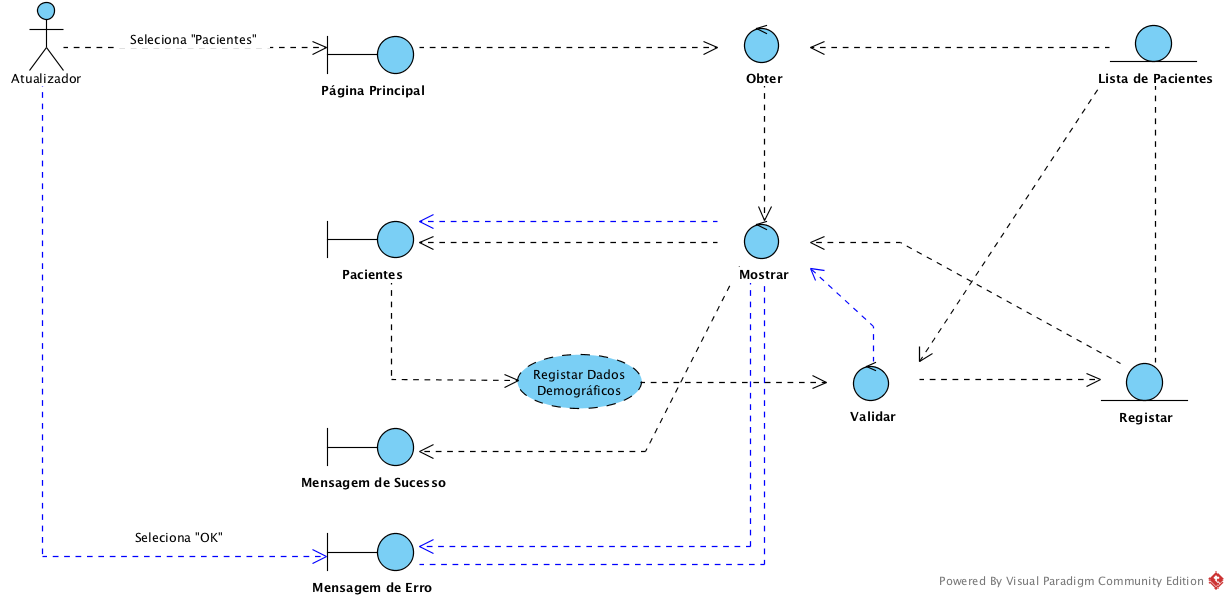 Seleciona "Pacientes"
Atualizador
Página Principal
Obter
Lista de Pacientes
Pacientes
Mostrar
Registar Dados
Demográficos
Validar
Registar
Mensagem de Sucesso
Seleciona "OK"
Mensagem de Erro
Powered By Visual Paradigm Community Edition